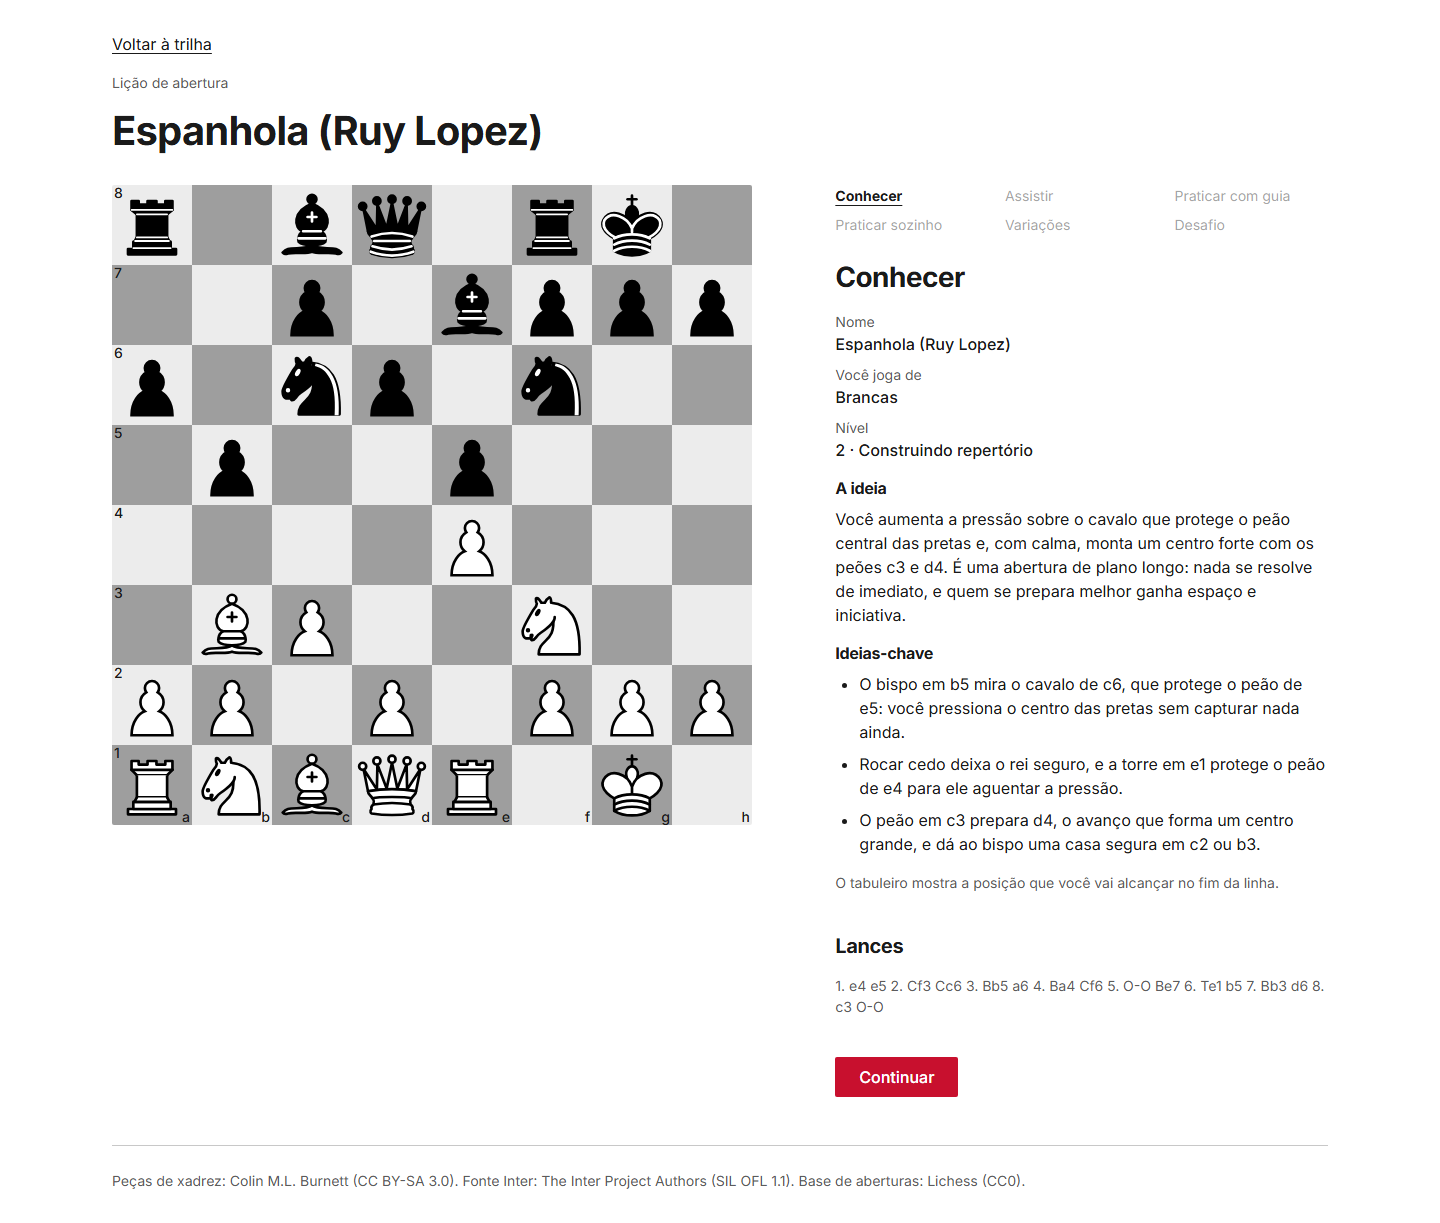 Voltar à trilha
Lição de abertura
Espanhola (Ruy Lopez)
8
7
6
5
4
3
2
1
a
b
c
d
e
f
g
h
Conhecer
Assistir
Praticar com guia
Praticar sozinho
Variações
Desafio
Conhecer
Nome
Espanhola (Ruy Lopez)
Você joga de
Brancas
Nível
2 · Construindo repertório
A ideia
Você aumenta a pressão sobre o cavalo que protege o peão
central das pretas e, com calma, monta um centro forte com os
peões c3 e d4. É uma abertura de plano longo: nada se resolve
de imediato, e quem se prepara melhor ganha espaço e
iniciativa.
Ideias-chave
• O bispo em b5 mira o cavalo de c6, que protege o peão de
e5: você pressiona o centro das pretas sem capturar nada
ainda.
• Rocar cedo deixa o rei seguro, e a torre em e1 protege o peão
de e4 para ele aguentar a pressão.
• O peão em c3 prepara d4, o avanço que forma um centro
grande, e dá ao bispo uma casa segura em c2 ou b3.
O tabuleiro mostra a posição que você vai alcançar no fim da linha.
Lances
1. e4 e5 2. Cf3 Cc6 3. Bb5 a6 4. Ba4 Cf6 5. O-O Be7 6. Te1 b5 7. Bb3 d6 8.
c3 O-O
Continuar
Peças de xadrez: Colin M.L. Burnett (CC BY-SA 3.0). Fonte Inter: The Inter Project Authors (SIL OFL 1.1). Base de aberturas: Lichess (CC0).